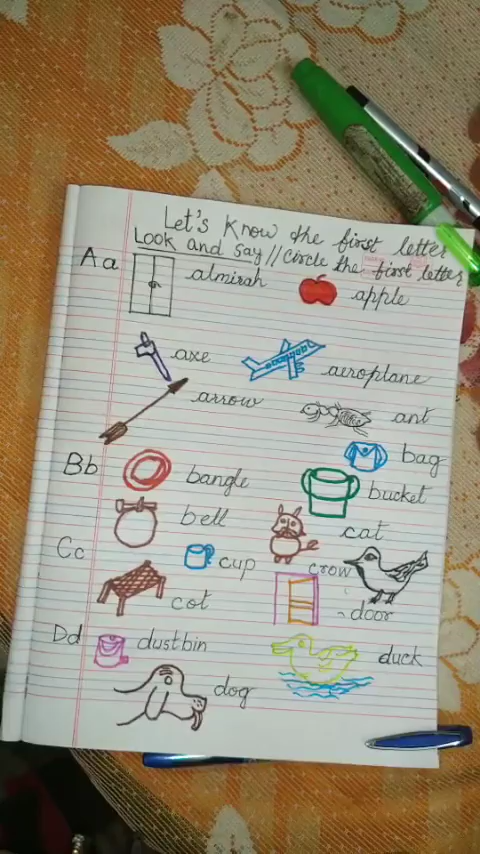 Let's know the first letter
Look and say // circle the first letter
Aa almirah apple
axe aeroplane
arrow ant
bag
Bb bangle bucket
bell cat
Cc cup crow
cot door
Dd dustbin duck
dog